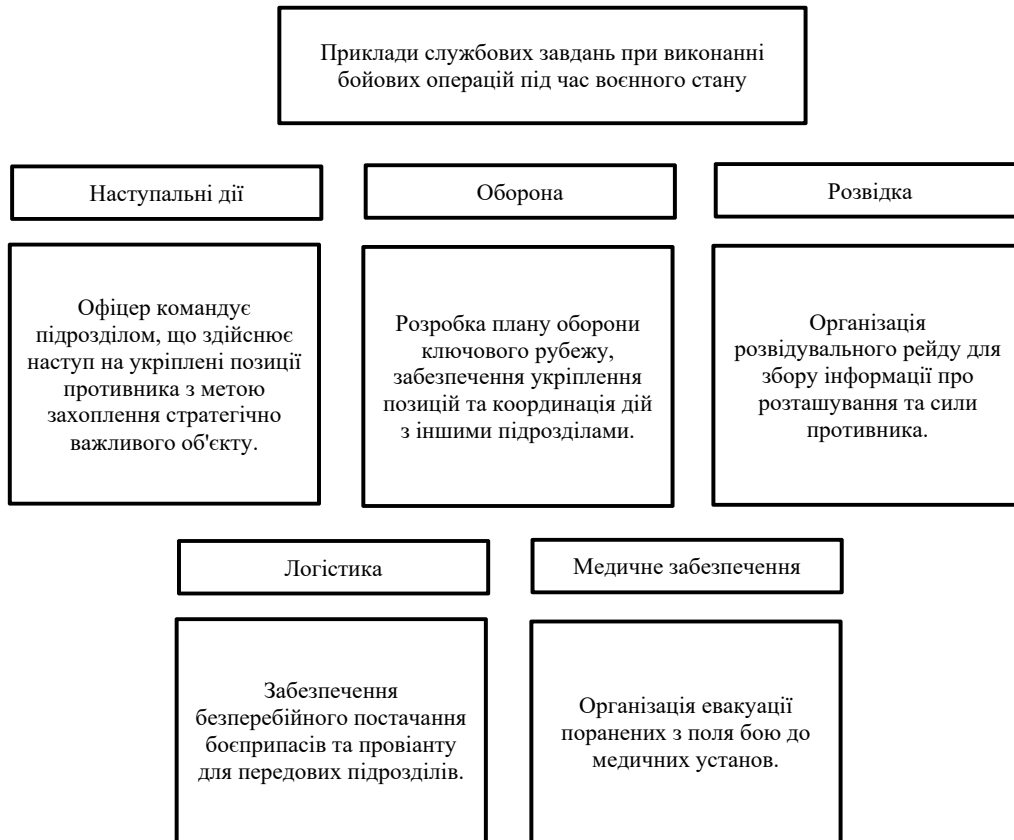 Приклади службових завдань при виконанні
бойових операцій під час воєнного стану
Наступальні дії
Оборона
Розвідка
Офіцер командує
підрозділом, що здійснює
наступ на укріплені позиції
противника з метою
захоплення стратегічно
важливого об'єкту.
Розробка плану оборони
ключового рубежу,
забезпечення укріплення
позицій та координація дій
з іншими підрозділами.
Організація
розвідувального рейду для
збору інформації про
розташування та сили
противника.
Логістика
Медичне забезпечення
Забезпечення
безперебійного постачання
боєприпасів та провіанту
для передових підрозділів.
Організація евакуації
поранених з поля бою до
медичних установ.